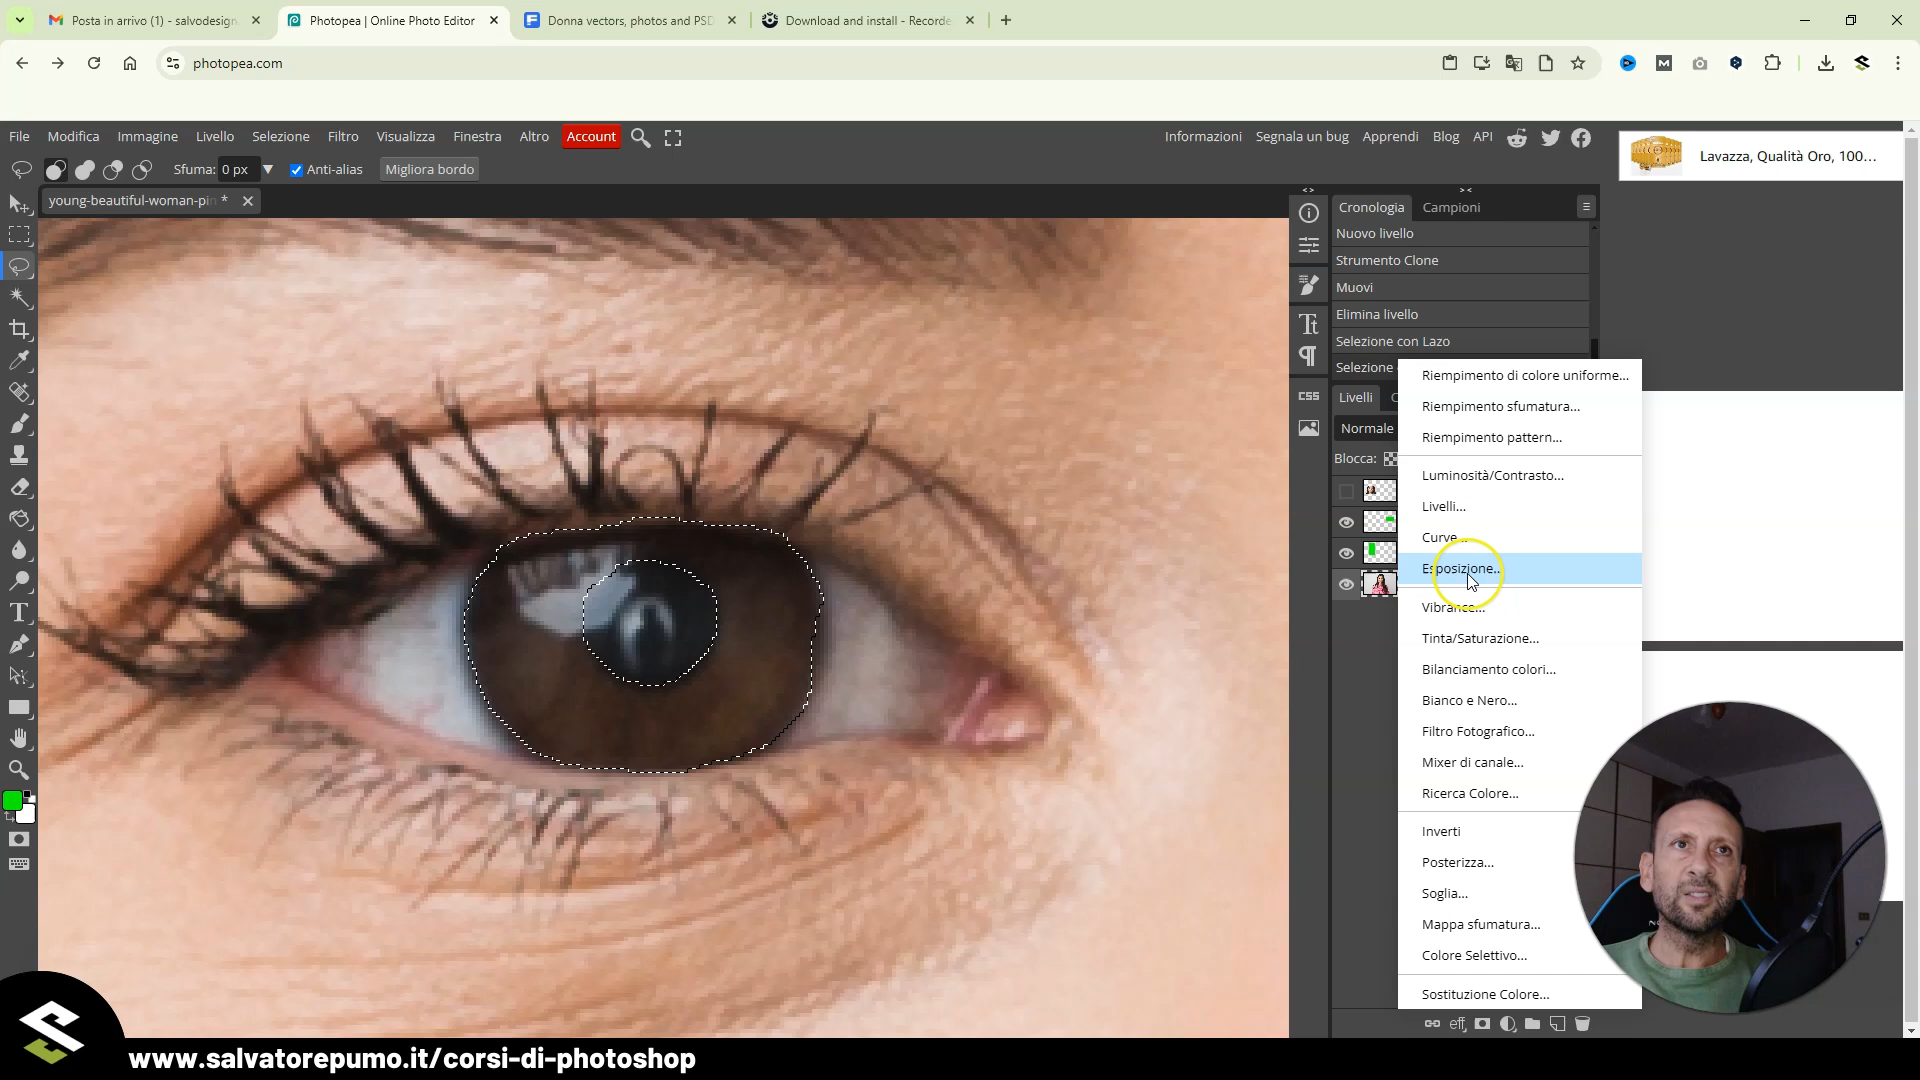 Posta in arrivo (1) - salvodesign
Photopea | Online Photo Editor
Donna vectors, photos and PSD
Download and install - Recorde
photopea.com
File Modifica Immagine Livello Selezione Filtro Visualizza Finestra Altro Account
Informazioni Segnala un bug Apprendi Blog API
Lavazza, Qualità Oro, 100...
Sfuma: 0 px Anti-alias Migliora bordo
young-beautiful-woman-pin *
Cronologia Campioni
Nuovo livello
Strumento Clone
Muovi
Elimina livello
Selezione con Lazo
Selezione
Livelli C
Normale
Blocca:
CSS
Riempimento di colore uniforme...
Riempimento sfumatura...
Riempimento pattern...
Luminosità/Contrasto...
Livelli...
Curve...
Esposizione...
Vibrance...
Tinta/Saturazione...
Bilanciamento colori...
Bianco e Nero...
Filtro Fotografico...
Mixer di canale...
Ricerca Colore...
Inverti
Posterizza...
Soglia...
Mappa sfumatura...
Colore Selettivo...
Sostituzione Colore...
eff
www.salvatorepumo.it/corsi-di-photoshop